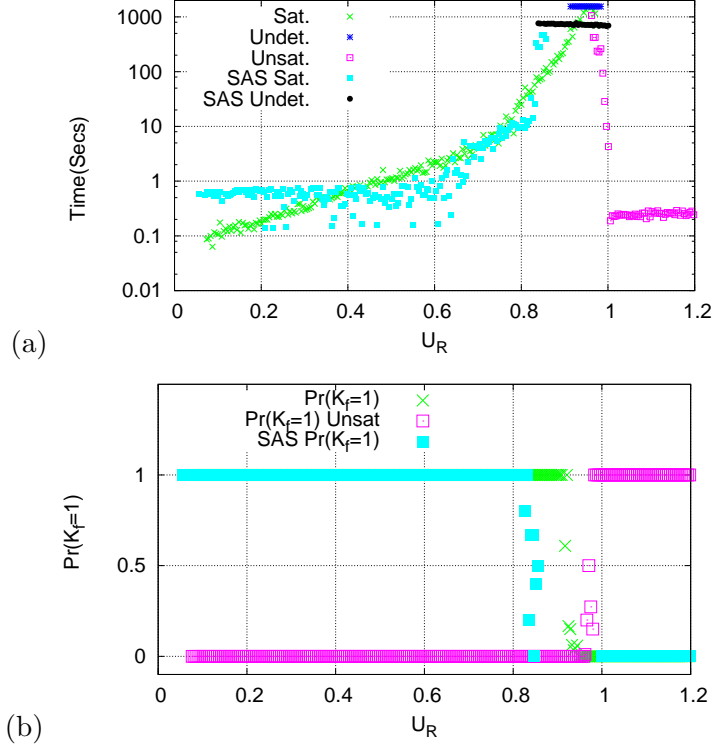 Sat.
Undet.
Unsat.
SAS Sat.
SAS Undet.
1000
100
10
1
0.1
0.01
Time(Secs)
0 0.2 0.4 0.6 0.8 1 1.2
U_R
(a)
Pr(K_f=1)
Pr(K_f=1) Unsat
SAS Pr(K_f=1)
1
0.5
0
Pr(K_f=1)
0 0.2 0.4 0.6 0.8 1 1.2
U_R
(b)